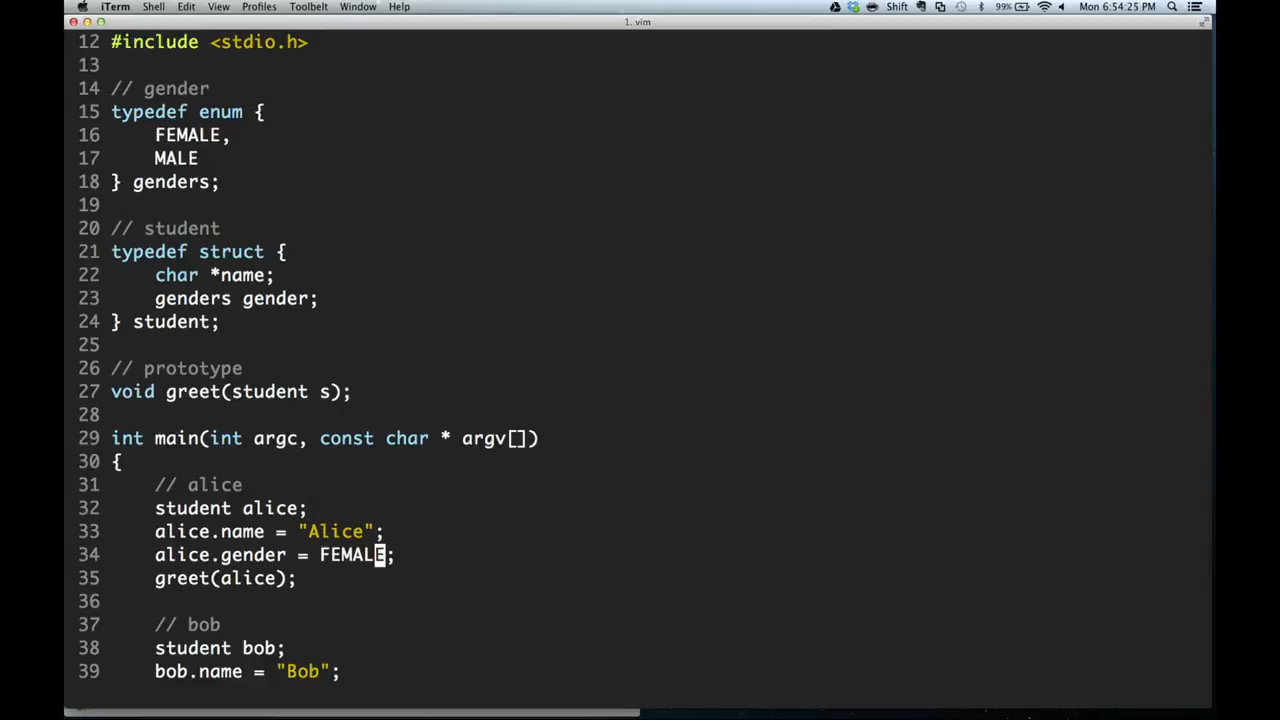 iTerm Shell Edit View Profiles Toolbelt Window Help Shift 99% Mon 6:54:25 PM
1. vim
12 #include <stdio.h>
13
14 // gender
15 typedef enum {
16     FEMALE,
17     MALE
18 } genders;
19
20 // student
21 typedef struct {
22     char *name;
23     genders gender;
24 } student;
25
26 // prototype
27 void greet(student s);
28
29 int main(int argc, const char * argv[])
30 {
31     // alice
32     student alice;
33     alice.name = "Alice";
34     alice.gender = FEMALE;
35     greet(alice);
36
37     // bob
38     student bob;
39     bob.name = "Bob";